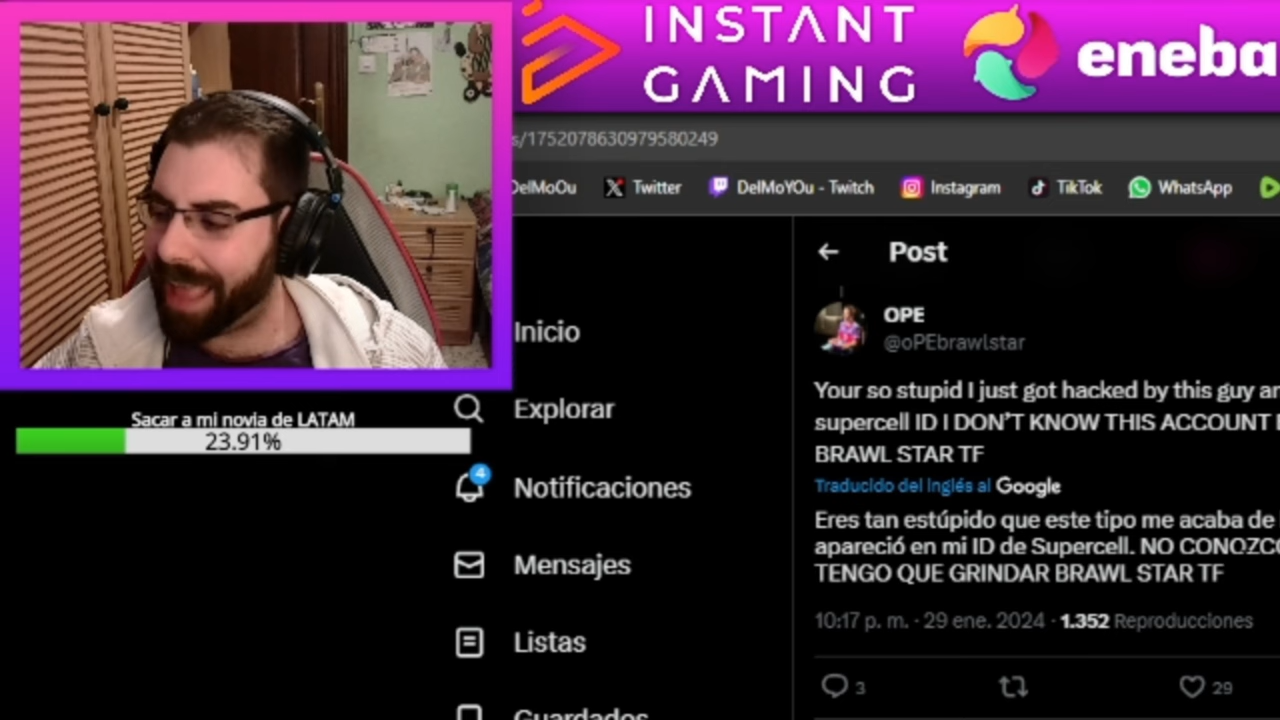 INSTANT
GAMING
eneba
s/1752078630979580249
DelMoOu
Twitter
DelMoYOu - Twitch
Instagram
TikTok
WhatsApp
Post
OPE
@oPEbrawlstar
Your so stupid I just got hacked by this guy
supercell ID I DON'T KNOW THIS ACCOUNT
BRAWL STAR TF
Traducido del inglés al Google
Eres tan estúpido que este tipo me acaba de
apareció en mi ID de Supercell. NO CONOZC
TENGO QUE GRINDAR BRAWL STAR TF
10:17 p. m. · 29 ene. 2024 · 1.352 Reproducciones
3
29
Inicio
Explorar
4
Notificaciones
Mensajes
Listas
Guardados
Sacar a mi novia de LATAM
23.91%